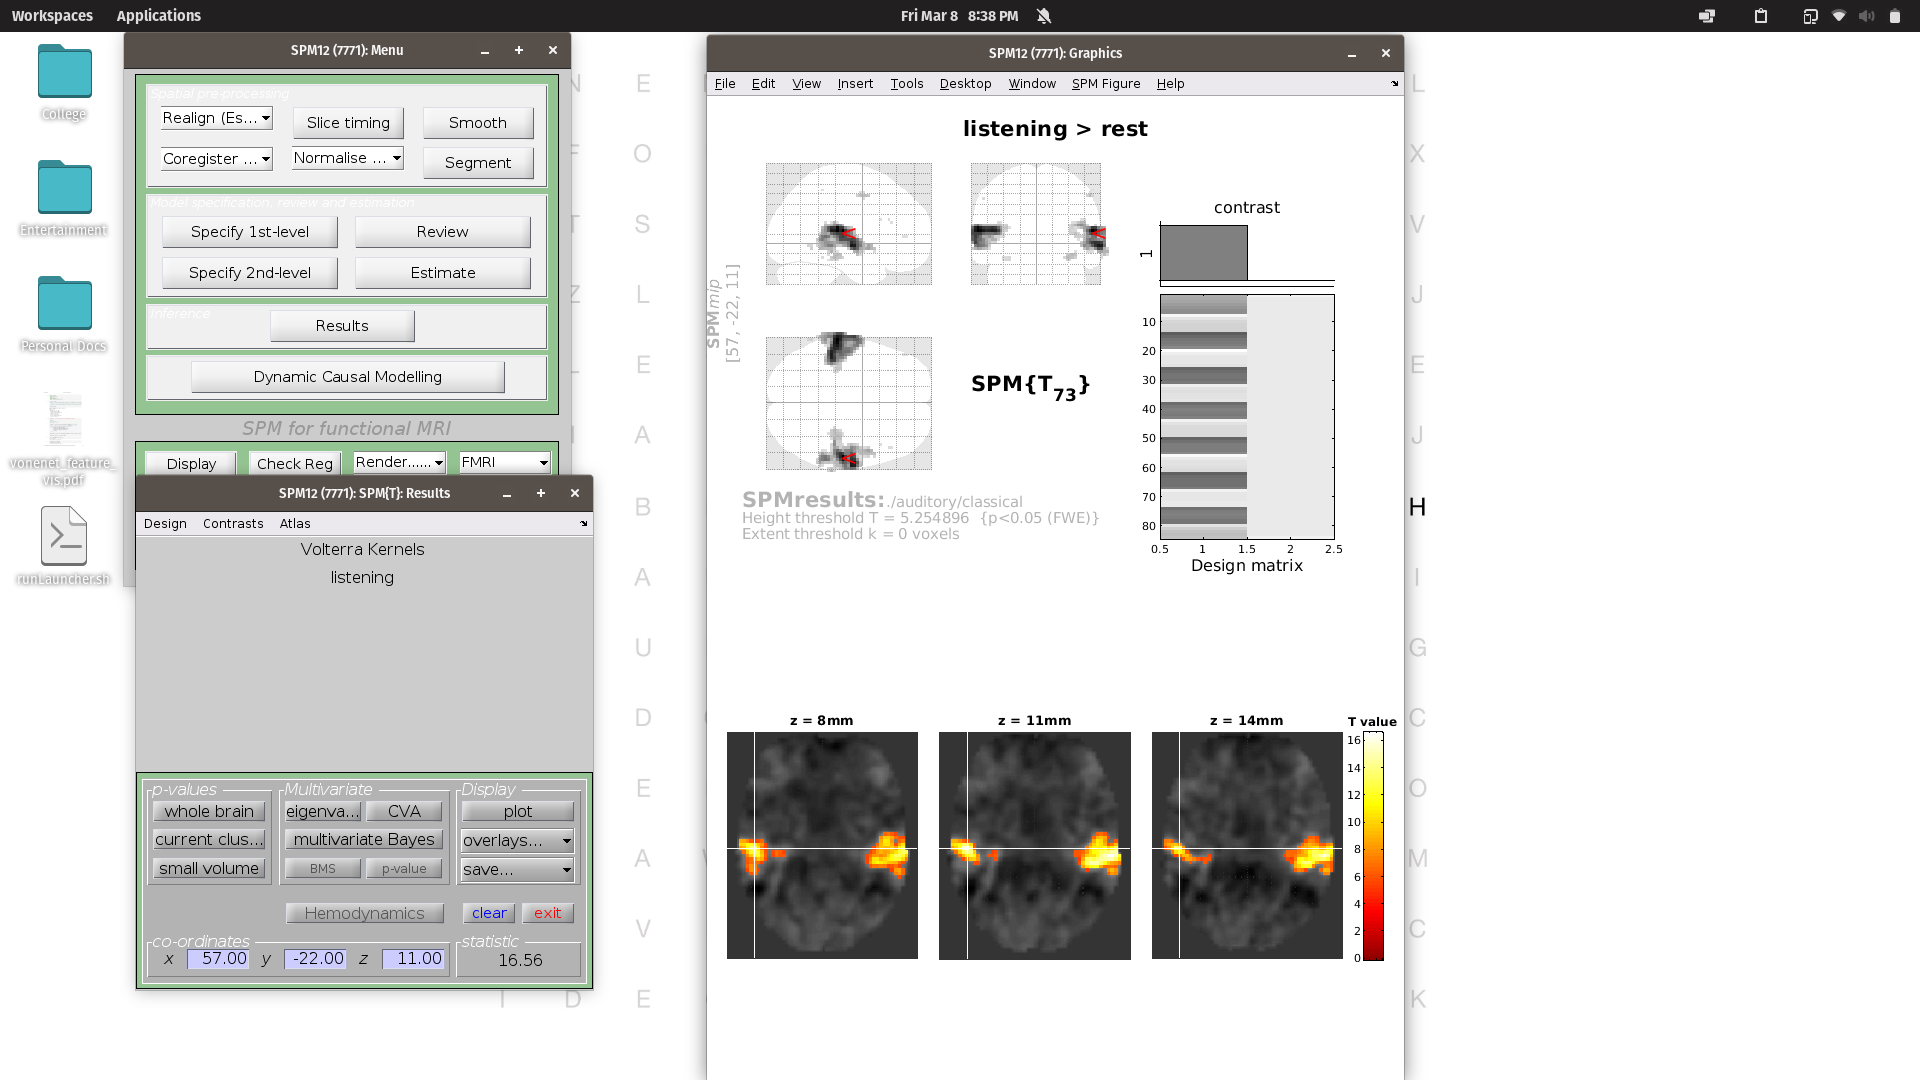 Workspaces Applications
Fri Mar 8 8:38 PM
College
Entertainment
Personal Docs
vonenet_feature_
vis.pdf
runLauncher.sh
SPM12 (7771): Menu
Spatial pre-processing
Realign (Es...
Slice timing
Smooth
Coregister ...
Normalise ...
Segment
Model specification, review and estimation
Specify 1st-level
Review
Specify 2nd-level
Estimate
Inference
Results
Dynamic Causal Modelling
SPM for functional MRI
Display
Check Reg
Render......
FMRI
SPM12 (7771): SPM{T}: Results
Design Contrasts Atlas
Volterra Kernels
listening
p-values
whole brain
current clus...
small volume
Multivariate
eigenva...
CVA
multivariate Bayes
BMS
p-value
Display
plot
overlays...
save...
Hemodynamics
clear
exit
co-ordinates
x 57.00 y -22.00 z 11.00
statistic
16.56
N E
F O
T S
Z L
L E
I A
B
A
U
D
E
A
V
I D E
SPM12 (7771): Graphics
File Edit View Insert Tools Desktop Window SPM Figure Help
listening > rest
SPMmip
[57, -22, 11]
SPM{T73}
SPMresults: ./auditory/classical
Height threshold T = 5.254896 {p<0.05 (FWE)}
Extent threshold k = 0 voxels
contrast
1
10
20
30
40
50
60
70
80
0.5 1 1.5 2 2.5
Design matrix
z = 8mm
z = 11mm
z = 14mm
T value
16
14
12
10
8
6
4
2
0
L
X
V
J
E
J
H
I
G
C
O
M
C
K